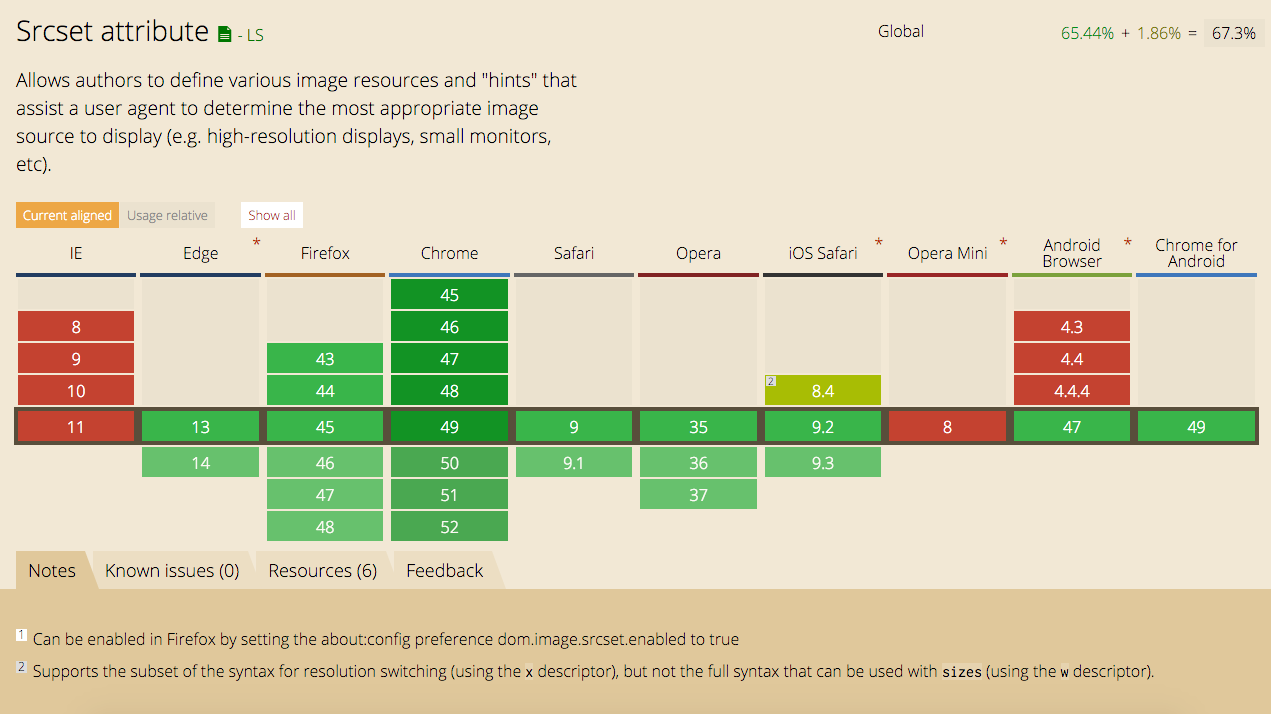 Srcset attribute - LS
Global
65.44% + 1.86% = 67.3%
Allows authors to define various image resources and "hints" that
assist a user agent to determine the most appropriate image
source to display (e.g. high-resolution displays, small monitors,
etc).
Current aligned Usage relative Show all
IE Edge * Firefox Chrome Safari Opera iOS Safari * Opera Mini * Android Browser * Chrome for Android
45
8 46 4.3
9 43 47 4.4
10 44 48 2 8.4 4.4.4
11 13 45 49 9 35 9.2 8 47 49
14 46 50 9.1 36 9.3
47 51 37
48 52
Notes Known issues (0) Resources (6) Feedback
1 Can be enabled in Firefox by setting the about:config preference dom.image.srcset.enabled to true
2 Supports the subset of the syntax for resolution switching (using the x descriptor), but not the full syntax that can be used with sizes (using the w descriptor).